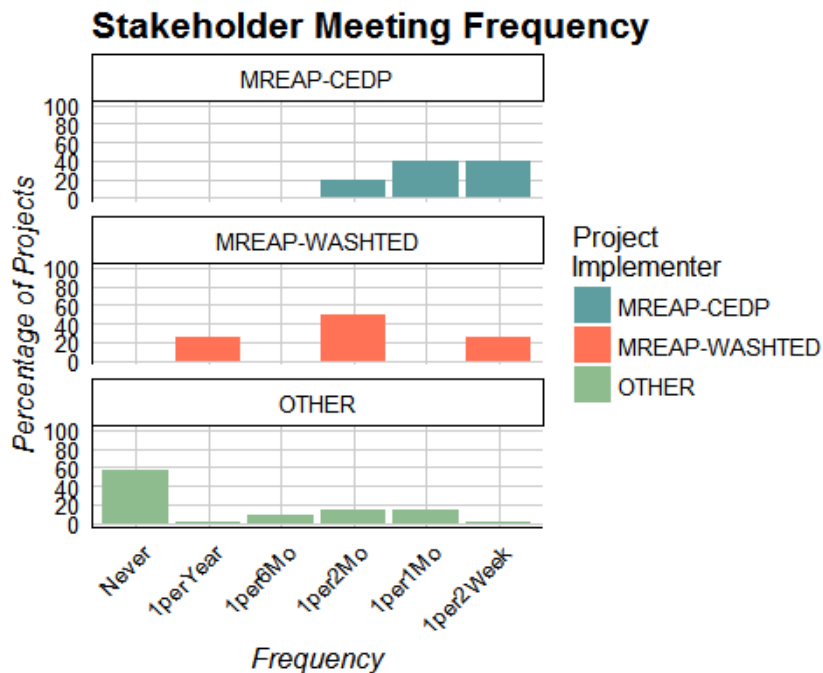 Stakeholder Meeting Frequency
MREAP-CEDP
100
80
60
40
20
0
MREAP-WASHTED
100
80
60
40
20
0
OTHER
100
80
60
40
20
0
Percentage of Projects
Never
1perYear
1per6Mo
1per2Mo
1per1Mo
1per2Week
Frequency
Project
Implementer
MREAP-CEDP
MREAP-WASHTED
OTHER